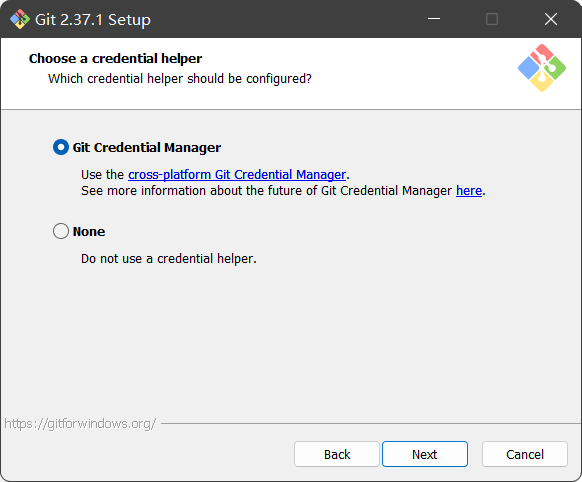 Git 2.37.1 Setup
Choose a credential helper
Which credential helper should be configured?
Git Credential Manager
Use the cross-platform Git Credential Manager.
See more information about the future of Git Credential Manager here.
None
Do not use a credential helper.
https://gitforwindows.org/
Back Next Cancel